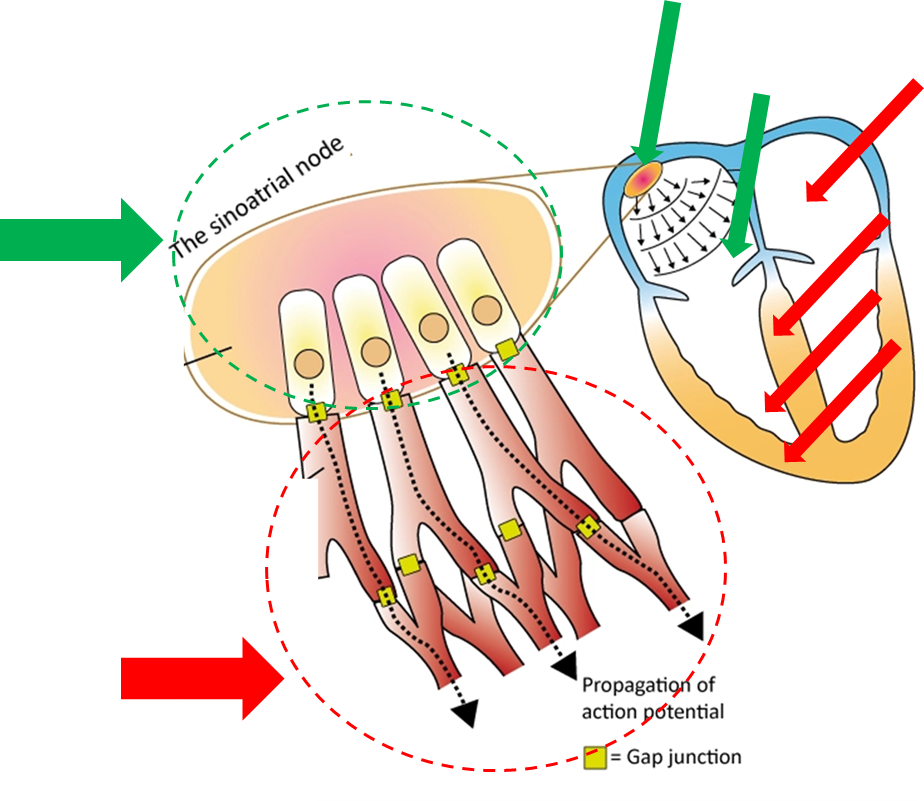 The sinoatrial node
Propagation of
action potential
= Gap junction